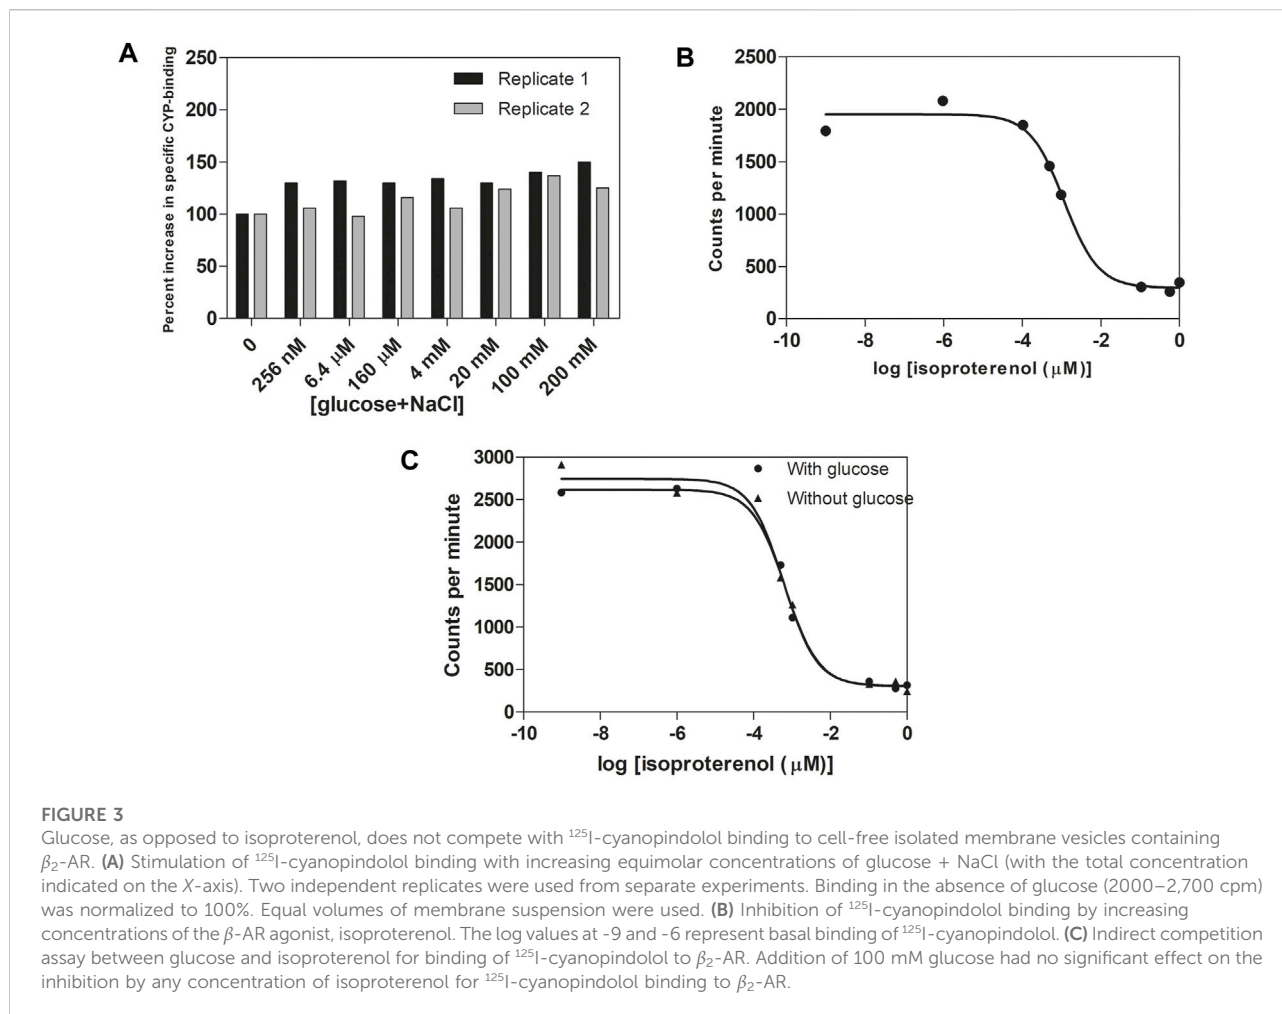 A
Percent increase in specific CYP-binding
250
200
150
100
50
0
Replicate 1
Replicate 2
0
256 nM
6.4 μM
160 μM
4 mM
20 mM
100 mM
200 mM
[glucose+NaCl]
B
Counts per minute
2500
2000
1500
1000
500
0
-10
-8
-6
-4
-2
0
log [isoproterenol (μM)]
C
Counts per minute
3000
2500
2000
1500
1000
500
0
With glucose
Without glucose
-10
-8
-6
-4
-2
0
log [isoproterenol (μM)]
FIGURE 3
Glucose, as opposed to isoproterenol, does not compete with ¹²⁵I-cyanopindolol binding to cell-free isolated membrane vesicles containing
β₂-AR. (A) Stimulation of ¹²⁵I-cyanopindolol binding with increasing equimolar concentrations of glucose + NaCl (with the total concentration
indicated on the X-axis). Two independent replicates were used from separate experiments. Binding in the absence of glucose (2000–2,700 cpm)
was normalized to 100%. Equal volumes of membrane suspension were used. (B) Inhibition of ¹²⁵I-cyanopindolol binding by increasing
concentrations of the β-AR agonist, isoproterenol. The log values at -9 and -6 represent basal binding of ¹²⁵I-cyanopindolol. (C) Indirect competition
assay between glucose and isoproterenol for binding of ¹²⁵I-cyanopindolol to β₂-AR. Addition of 100 mM glucose had no significant effect on the
inhibition by any concentration of isoproterenol for ¹²⁵I-cyanopindolol binding to β₂-AR.